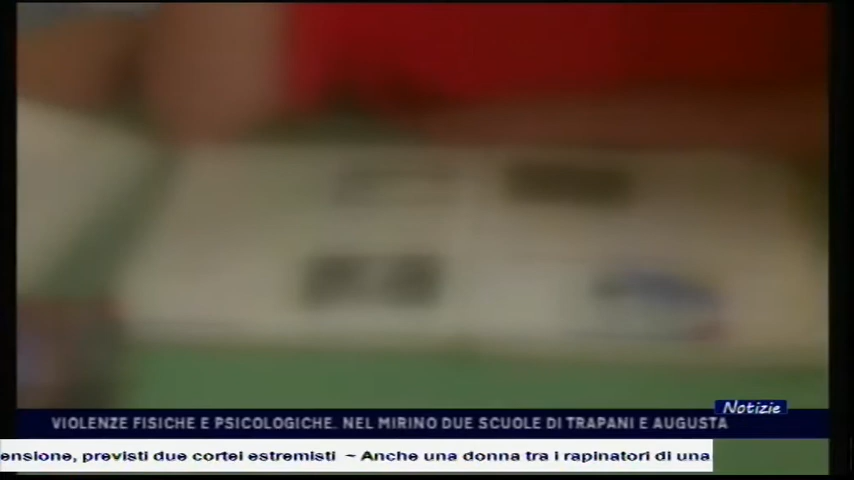 Notizie
VIOLENZE FISICHE E PSICOLOGICHE. NEL MIRINO DUE SCUOLE DI TRAPANI E AUGUSTA
ensione, previsti due cortei estremisti ~ Anche una donna tra i rapinatori di una